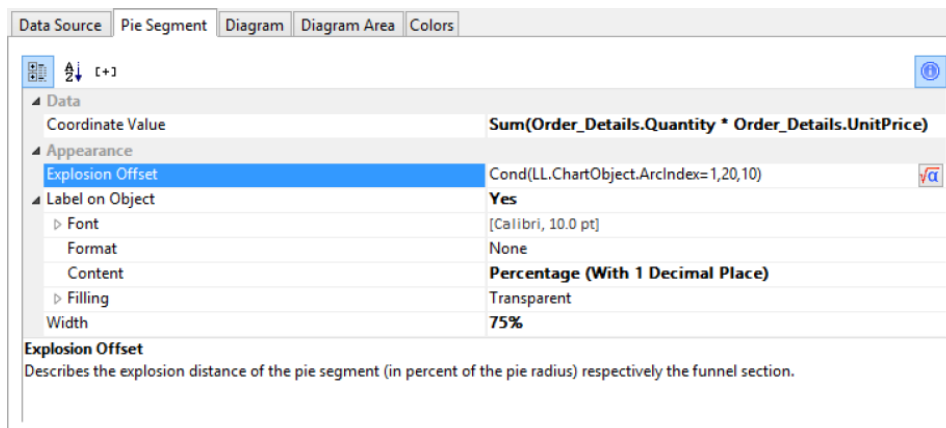 Data Source Pie Segment Diagram Diagram Area Colors
A Z [+]
Data
Coordinate Value Sum(Order_Details.Quantity * Order_Details.UnitPrice)
Appearance
Explosion Offset Cond(LL.ChartObject.ArcIndex=1,20,10) √α
Label on Object Yes
Font [Calibri, 10.0 pt]
Format None
Content Percentage (With 1 Decimal Place)
Filling Transparent
Width 75%
Explosion Offset
Describes the explosion distance of the pie segment (in percent of the pie radius) respectively the funnel section.